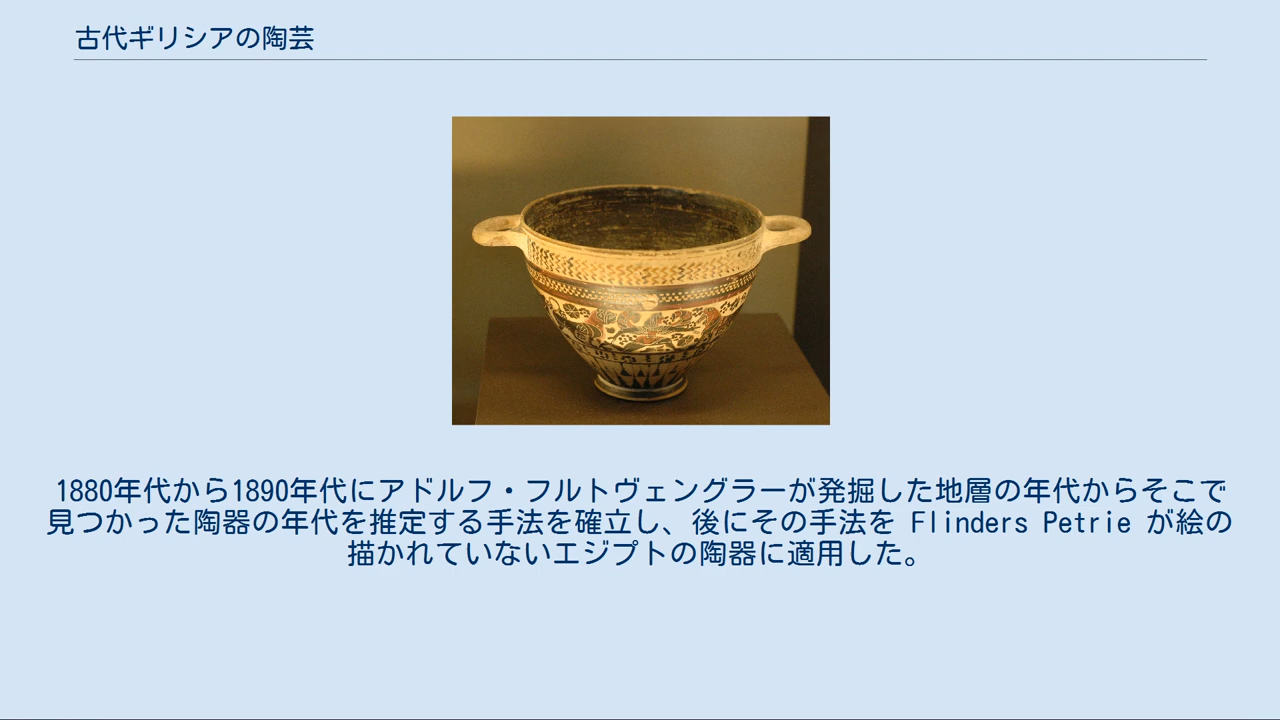 古代ギリシアの陶芸
1880年代から1890年代にアドルフ・フルトヴェングラーが発掘した地層の年代からそこで
見つかった陶器の年代を推定する手法を確立し、後にその手法を Flinders Petrie が絵の
描かれていないエジプトの陶器に適用した。